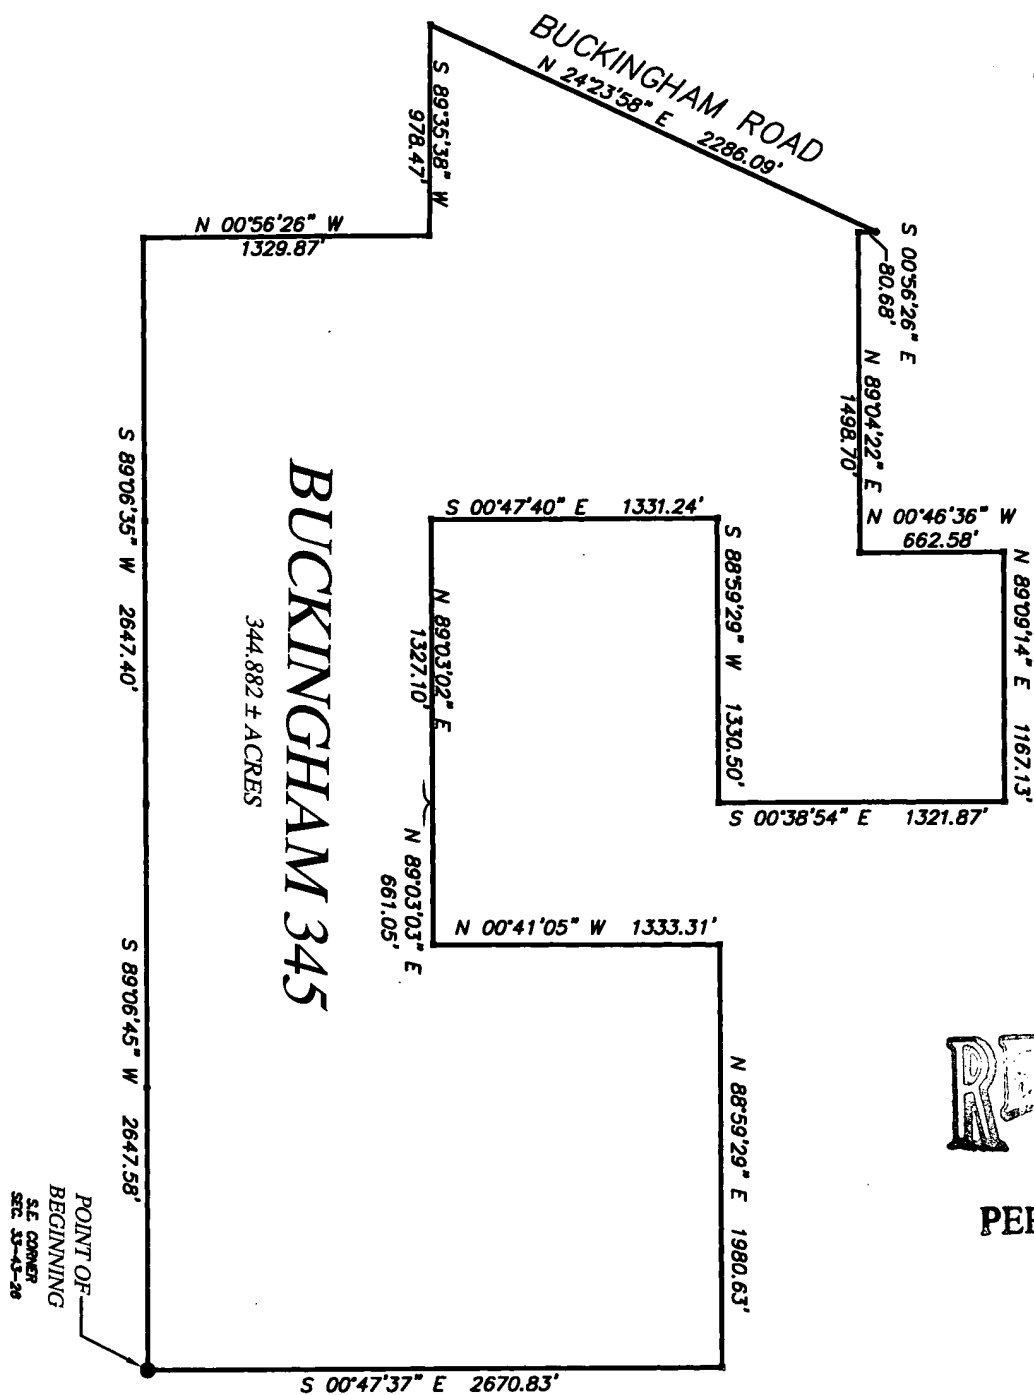 BUCKINGHAM ROAD
N 24°23'58" E 2286.09'
S 89°35'38" W
978.47'
N 00°56'26" W
1329.87'
S 00°56'26" E
80.68'
N 89°04'22" E
1498.70'
N 00°46'36" W
662.58'
N 89°09'14" E 1167.13'
S 00°38'54" E 1321.87'
S 88°59'29" W 1330.50'
S 00°47'40" E 1331.24'
N 89°03'02" E
1327.10'
N 89°03'03" E
661.05'
N 00°41'05" W 1333.31'
N 88°59'29" E 1980.63'
S 00°47'37" E 2670.83'
BUCKINGHAM 345
344.882 ± ACRES
S 89°06'35" W 2647.40'
S 89°06'45" W 2647.58'
POINT OF
BEGINNING
S.E. CORNER
SEC. 33-43-26
RE
PE